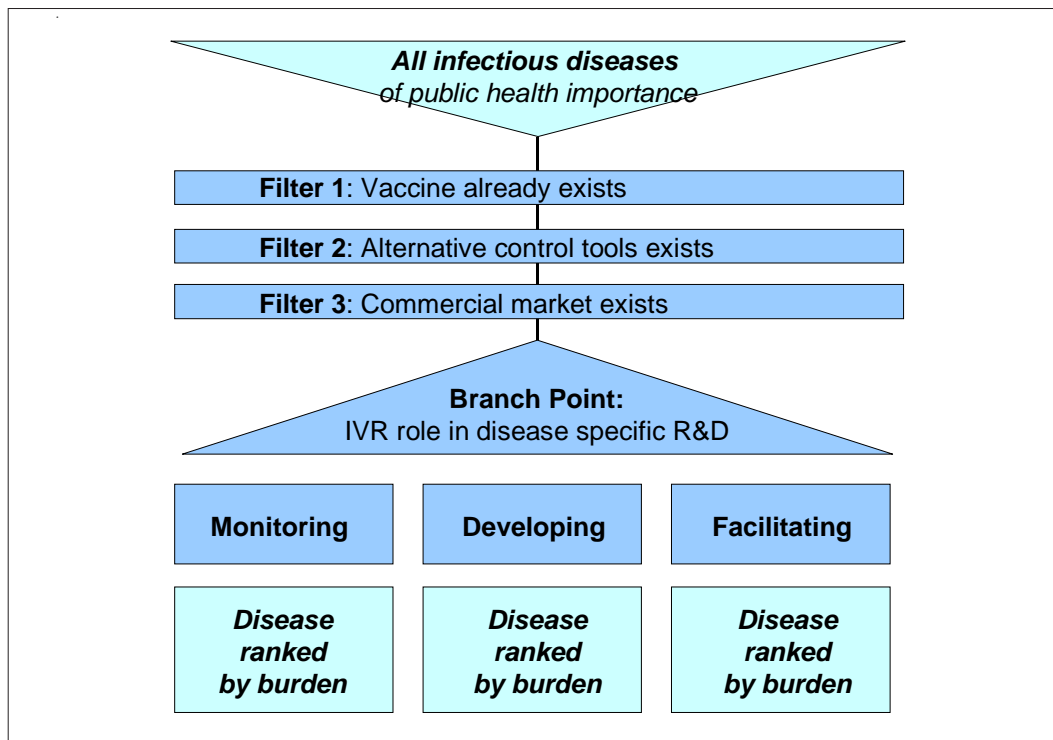 All infectious diseases
of public health importance
Filter 1: Vaccine already exists
Filter 2: Alternative control tools exists
Filter 3: Commercial market exists
Branch Point:
IVR role in disease specific R&D
Monitoring
Developing
Facilitating
Disease
ranked
by burden
Disease
ranked
by burden
Disease
ranked
by burden